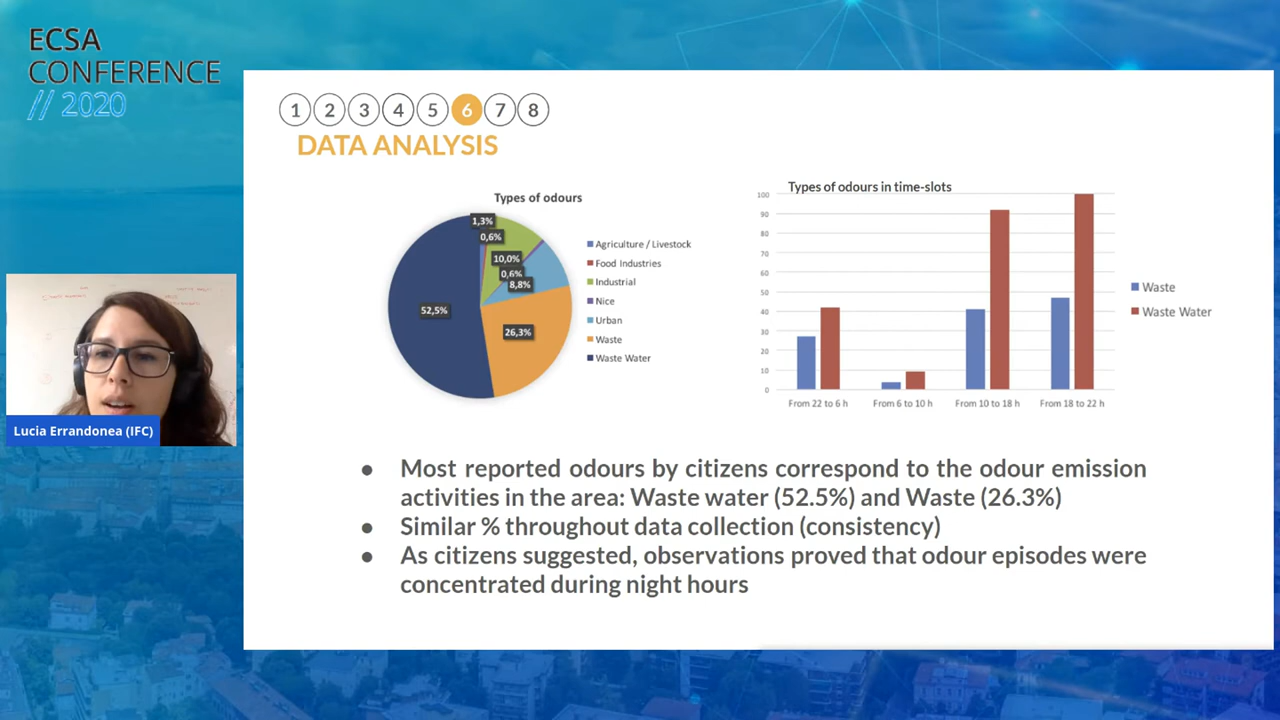 ECSA
CONFERENCE
// 2020
1 2 3 4 5 6 7 8
DATA ANALYSIS
Types of odours
1,3%
0,6%
10,0%
0,6%
8,8%
52,5%
26,3%
Agriculture / Livestock
Food Industries
Industrial
Nice
Urban
Waste
Waste Water
Types of odours in time-slots
100
90
80
70
60
50
40
30
20
10
0
From 22 to 6 h
From 6 to 10 h
From 10 to 18 h
From 18 to 22 h
Waste
Waste Water
Lucia Errandonea (IFC)
● Most reported odours by citizens correspond to the odour emission
activities in the area: Waste water (52.5%) and Waste (26.3%)
● Similar % throughout data collection (consistency)
● As citizens suggested, observations proved that odour episodes were
concentrated during night hours